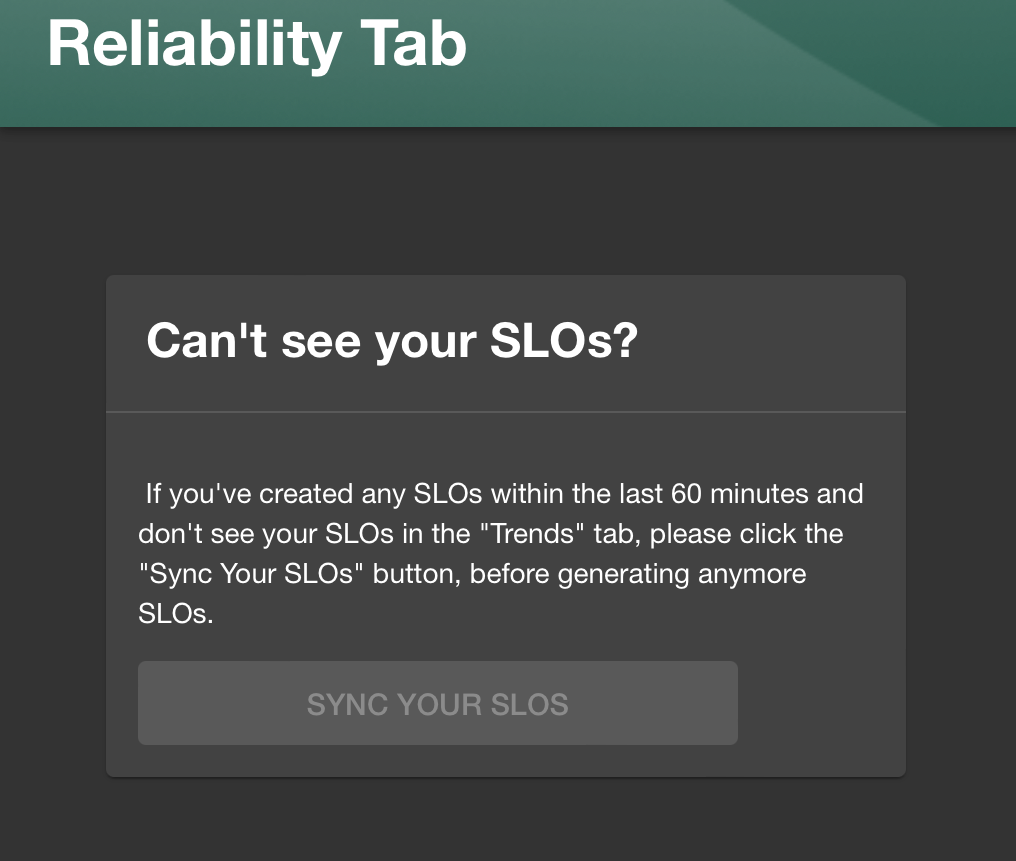 Reliability Tab
Can't see your SLOs?
If you've created any SLOs within the last 60 minutes and
don't see your SLOs in the "Trends" tab, please click the
"Sync Your SLOs" button, before generating anymore
SLOs.
SYNC YOUR SLOS